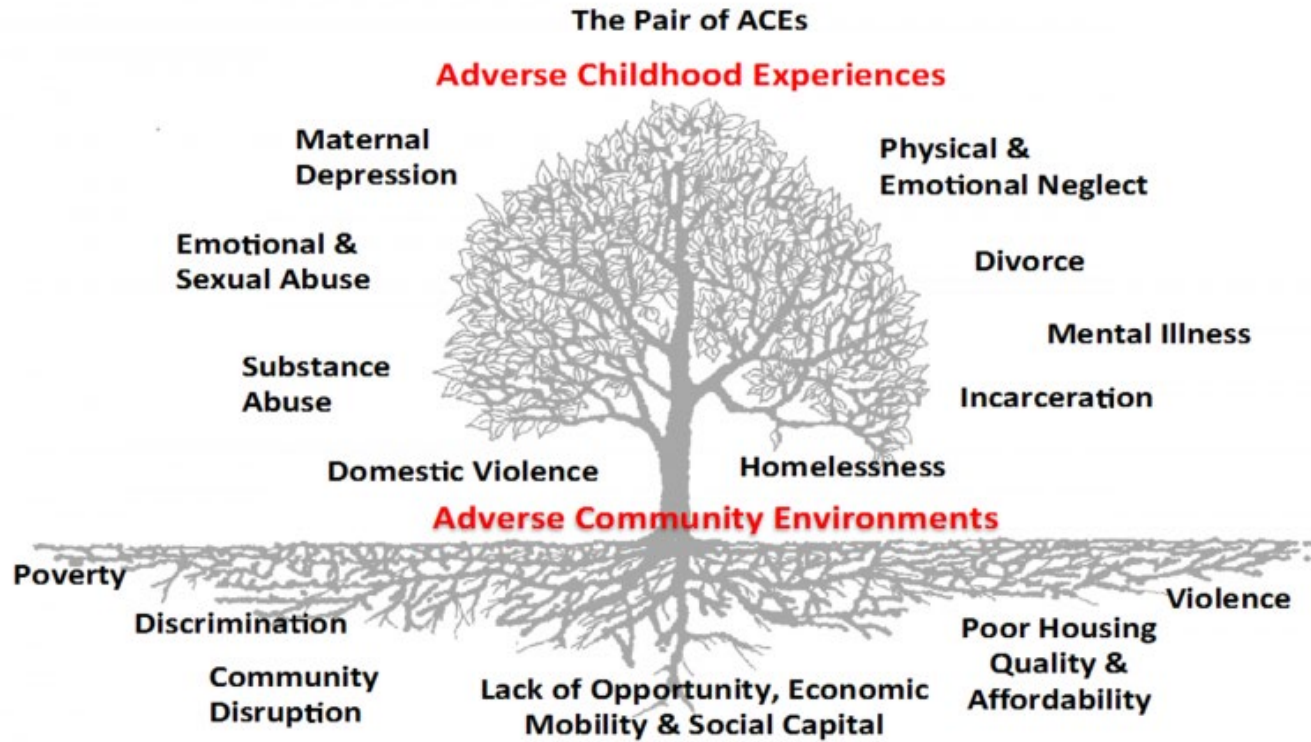 The Pair of ACEs
Adverse Childhood Experiences
Maternal
Depression
Physical &
Emotional Neglect
Emotional &
Sexual Abuse
Divorce
Mental Illness
Substance
Abuse
Incarceration
Domestic Violence
Homelessness
Adverse Community Environments
Poverty
Violence
Discrimination
Poor Housing
Quality &
Affordability
Community
Disruption
Lack of Opportunity, Economic
Mobility & Social Capital